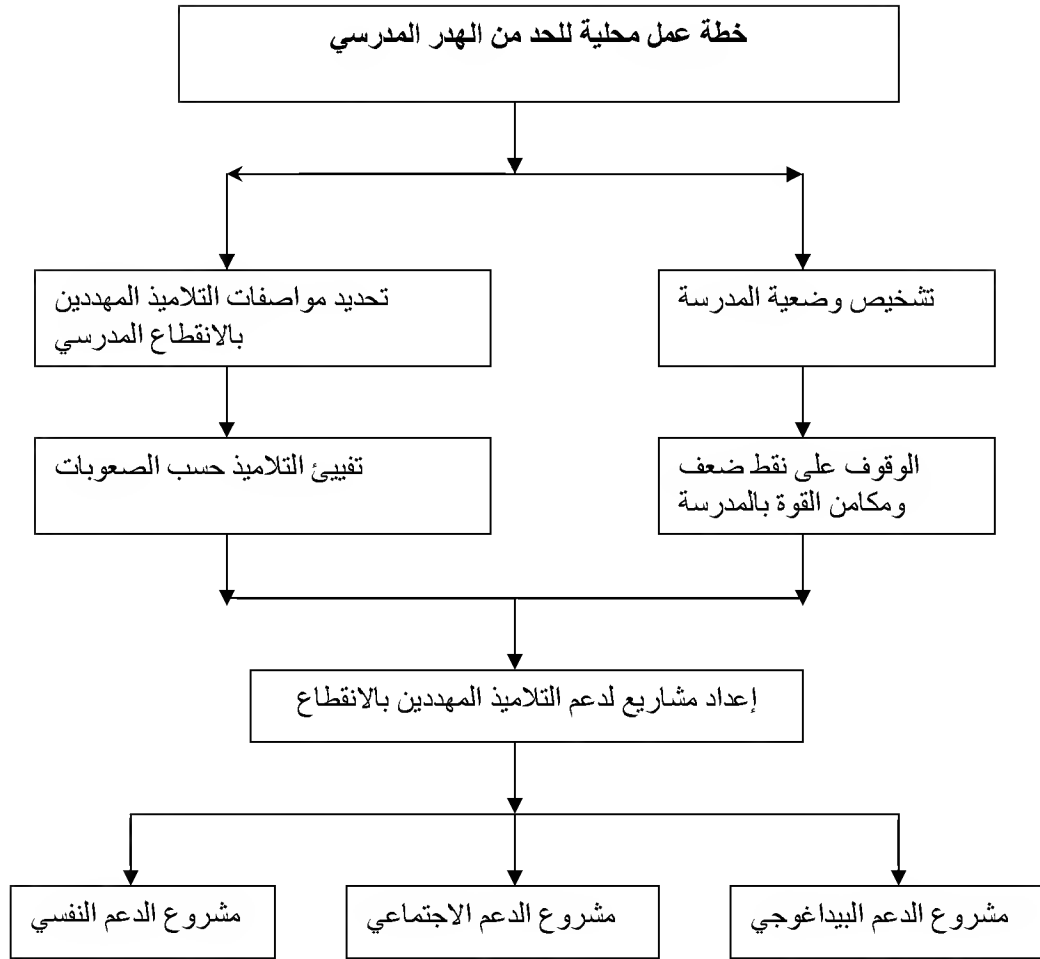 خطة عمل محلية للحد من الهدر المدرسي
تشخيص وضعية المدرسة
تحديد مواصفات التلاميذ المهددين
بالانقطاع المدرسي
الوقوف على نقط ضعف
ومكامن القوة بالمدرسة
تفييئ التلاميذ حسب الصعوبات
إعداد مشاريع لدعم التلاميذ المهددين بالانقطاع
مشروع الدعم البيداغوجي
مشروع الدعم الاجتماعي
مشروع الدعم النفسي